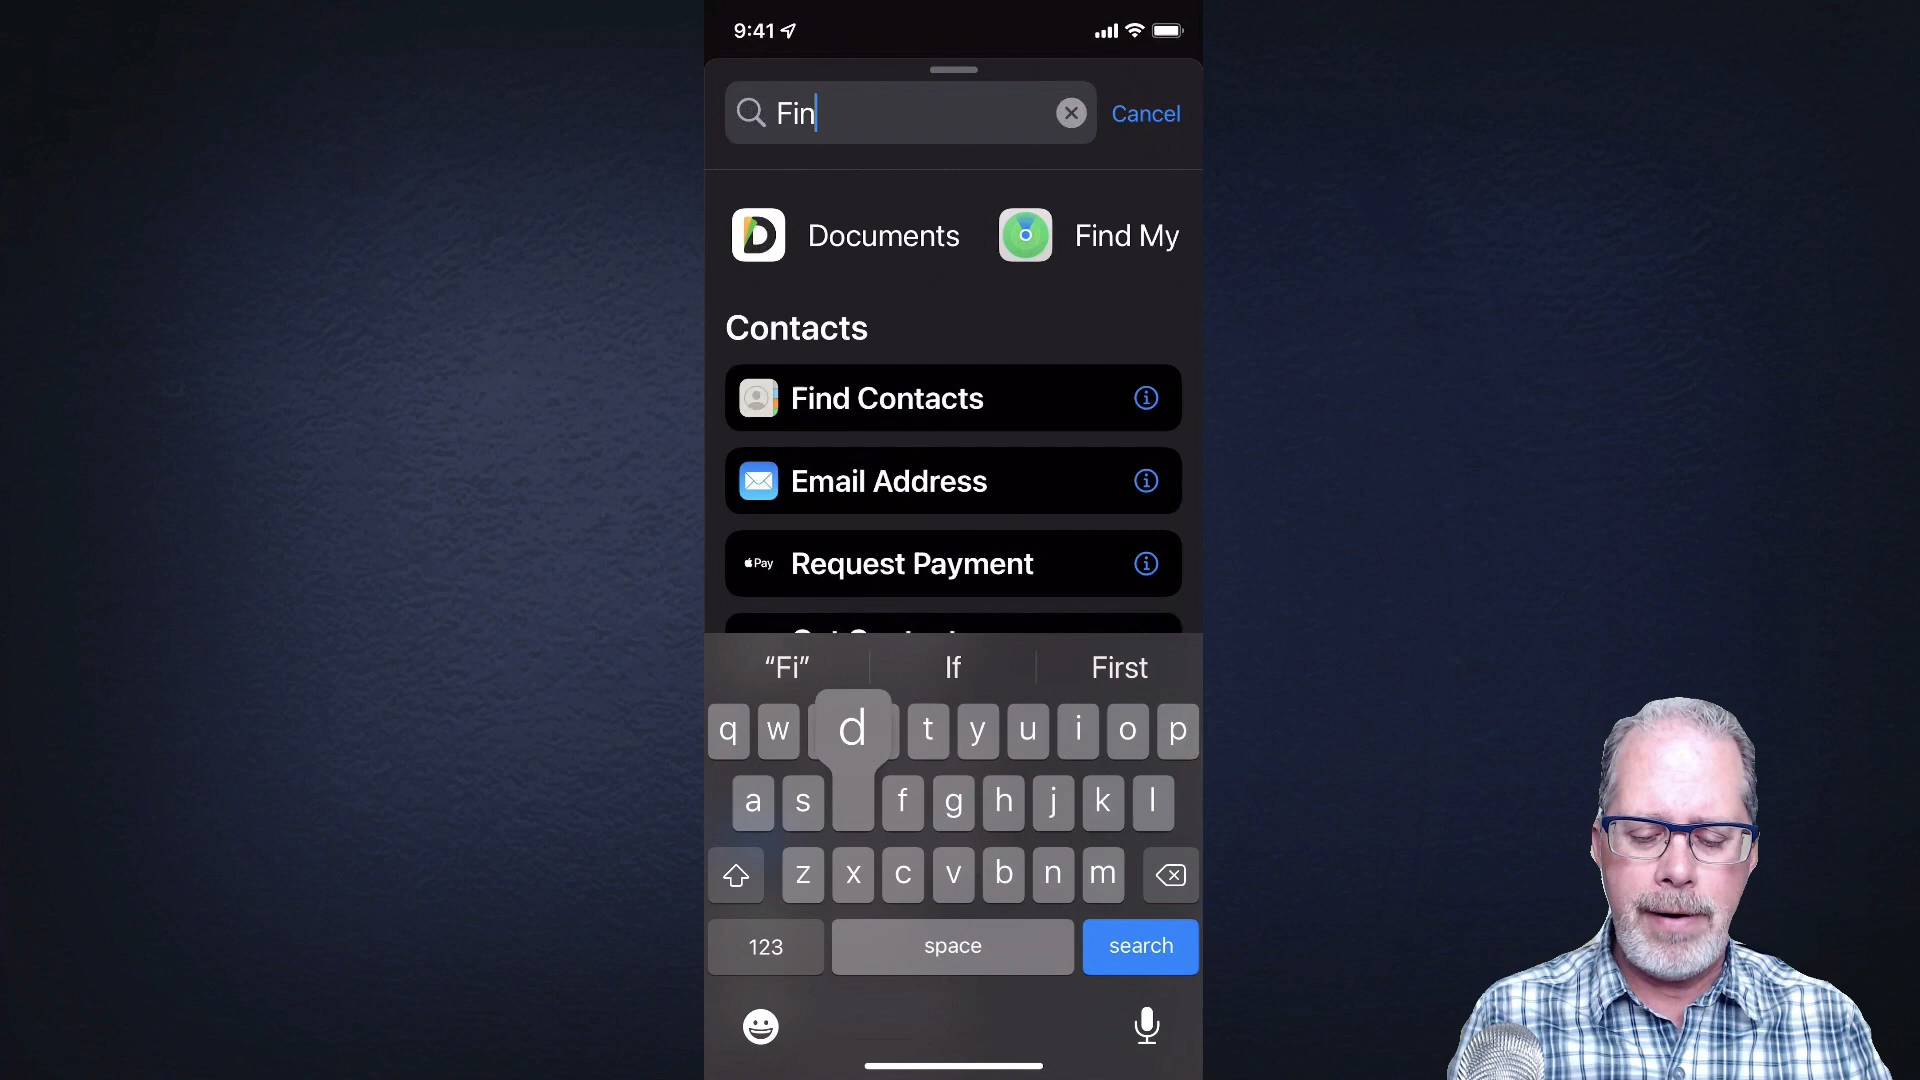 9:41
Fin
Cancel
Documents
Find My
Contacts
Find Contacts
Email Address
Pay
Request Payment
“Fi” If First
q w d t y u i o p
a s f g h j k l
z x c v b n m
123 space search